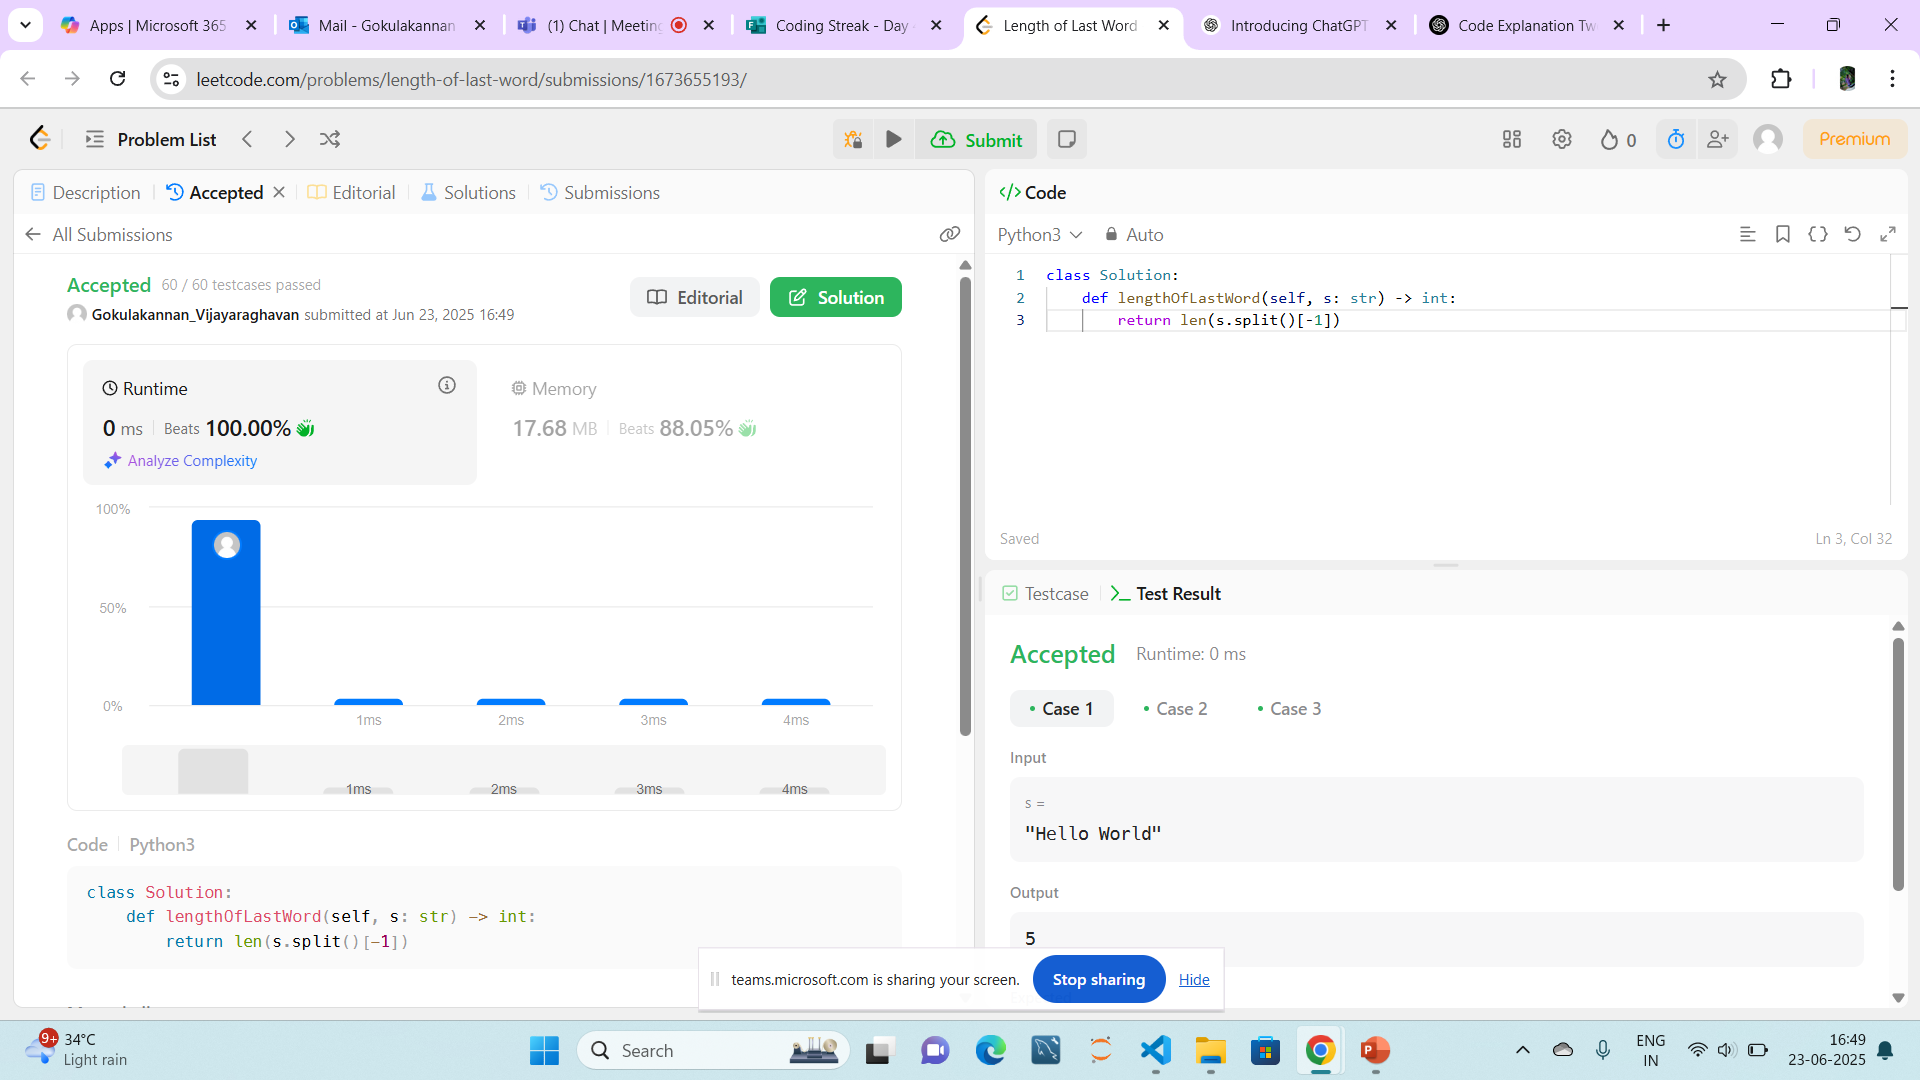 Apps | Microsoft 365
Mail - Gokulakannan
(1) Chat | Meeting
Coding Streak - Day
Length of Last Word
Introducing ChatGPT
Code Explanation Tw
leetcode.com/problems/length-of-last-word/submissions/1673655193/
Problem List
Submit
0
Premium
Description
Accepted
Editorial
Solutions
Submissions
All Submissions
Accepted 60 / 60 testcases passed
Gokulakannan_Vijayaraghavan submitted at Jun 23, 2025 16:49
Editorial
Solution
Runtime
0 ms Beats 100.00%
Analyze Complexity
Memory
17.68 MB Beats 88.05%
100%
50%
0%
1ms 2ms 3ms 4ms
1ms 2ms 3ms 4ms
Code Python3
class Solution:
    def lengthOfLastWord(self, s: str) -> int:
        return len(s.split()[-1])
</> Code
Python3 Auto
1 class Solution:
2     def lengthOfLastWord(self, s: str) -> int:
3         return len(s.split()[-1])
Saved
Ln 3, Col 32
Testcase
Test Result
Accepted Runtime: 0 ms
Case 1 Case 2 Case 3
Input
s =
"Hello World"
Output
5
teams.microsoft.com is sharing your screen. Stop sharing Hide
9+ 34°C
Light rain
Search
ENG
IN
16:49
23-06-2025